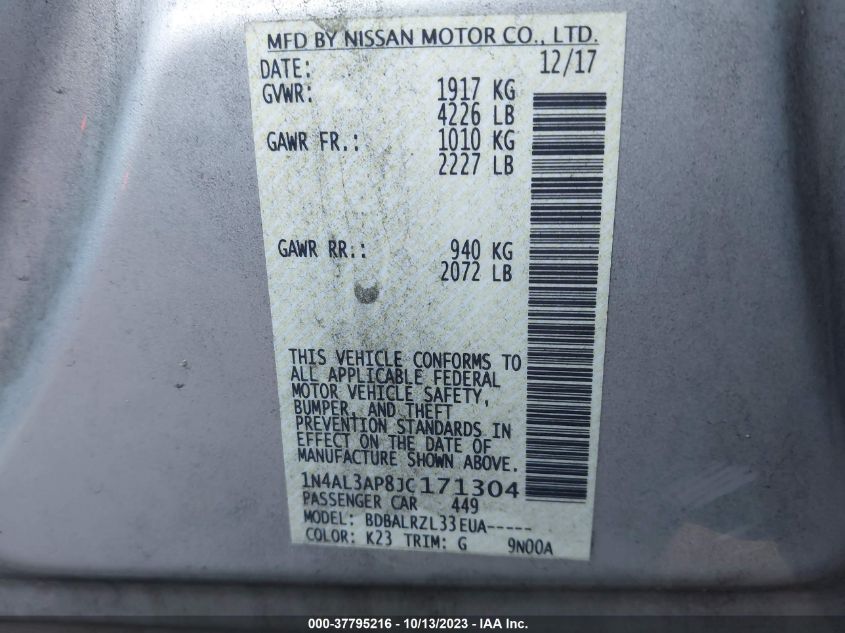 MFD BY NISSAN MOTOR CO., LTD.
DATE: 12/17
GVWR: 1917 KG
4226 LB
GAWR FR.: 1010 KG
2227 LB
GAWR RR.: 940 KG
2072 LB
THIS VEHICLE CONFORMS TO
ALL APPLICABLE FEDERAL
MOTOR VEHICLE SAFETY,
BUMPER, AND THEFT
PREVENTION STANDARDS IN
EFFECT ON THE DATE OF
MANUFACTURE SHOWN ABOVE.
1N4AL3AP8JC171304
PASSENGER CAR 449
MODEL: BDBALRZL33EUA-----
COLOR: K23 TRIM: G 9N00A
000-37795216 - 10/13/2023 - IAA Inc.